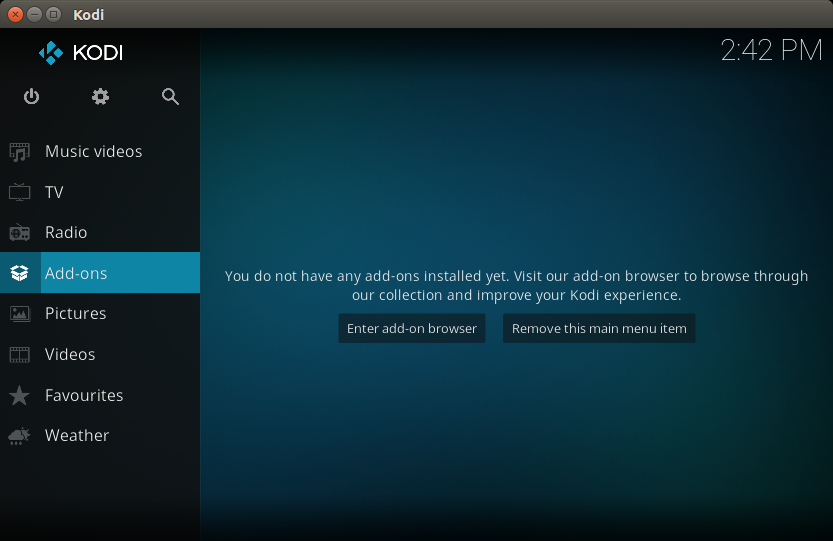 Kodi
KODI
2:42 PM
Music videos
TV
Radio
Add-ons
Pictures
Videos
Favourites
Weather
You do not have any add-ons installed yet. Visit our add-on browser to browse through
our collection and improve your Kodi experience.
Enter add-on browser
Remove this main menu item